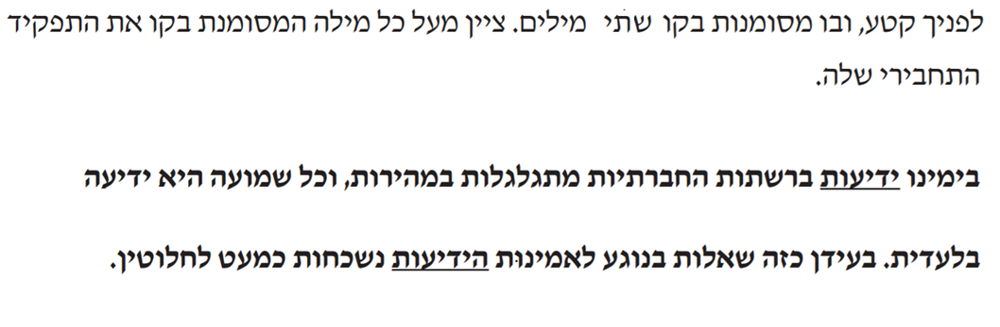 לפניך קטע, ובו מסומנות בקו שתי מילים. ציין מעל כל מילה המסומנת בקו את התפקיד
התחבירי שלה.
בימינו ידיעות ברשתות החברתיות מתגלגלות במהירות, וכל שמועה היא ידיעה
בלעדית. בעידן כזה שאלות בנוגע לאמינוּת הידיעות נשכחות כמעט לחלוטין.